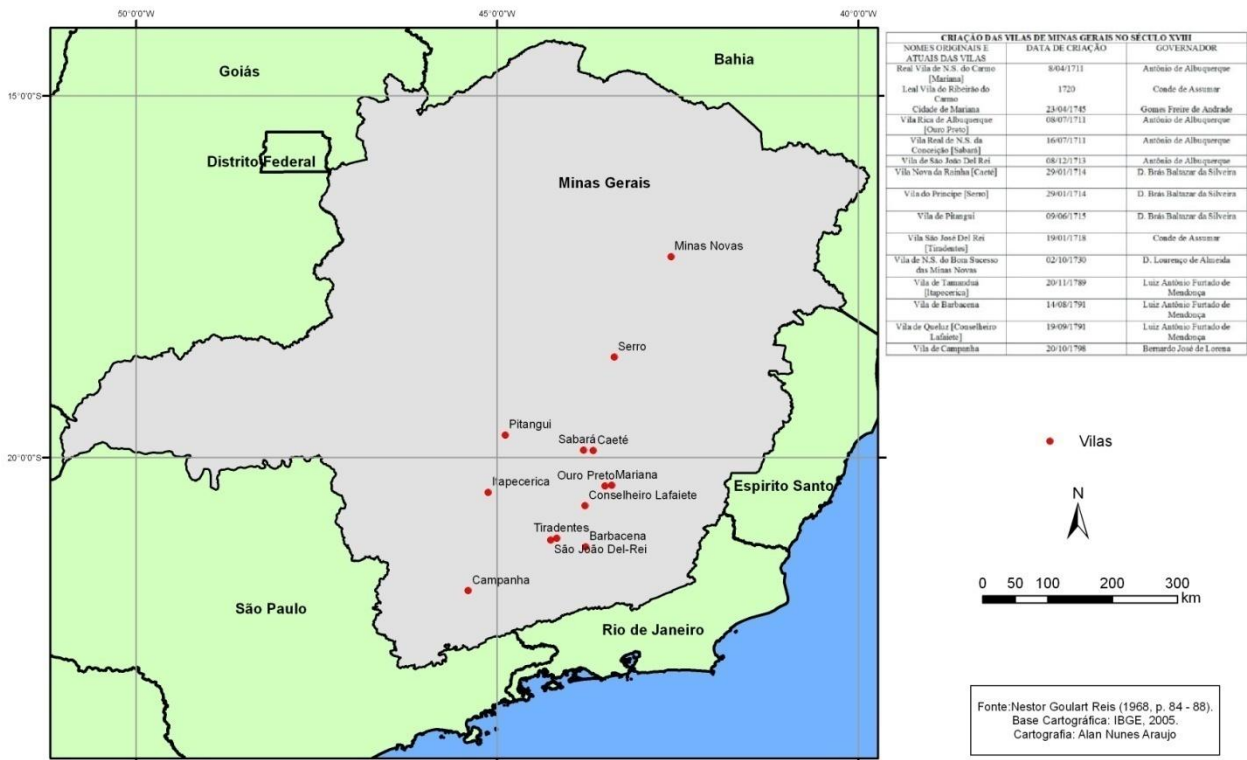 50°0'0"W 45°0'0"W 40°0'0"W
Goiás
Bahia
15°0'0"S
Distrito Federal
Minas Gerais
Minas Novas
Serro
Pitangui
Sabará Caeté
20°0'0"S
Ouro Preto Mariana
Itapecerica
Espirito Santo
Conselheiro Lafaiete
Tiradentes
Barbacena
São João Del-Rei
Campanha
São Paulo
Rio de Janeiro
CRIAÇÃO DAS VILAS DE MINAS GERAIS NO SÉCULO XVIII
NOMES ORIGINAIS E DATA DE CRIAÇÃO GOVERNADOR
ATUAIS DAS VILAS
Real Vila de N.S. do Carmo 8/04/1711 Antônio de Albuquerque
[Mariana]
Leal Vila do Ribeirão do 1720 Conde de Assumar
Carmo
Cidade de Mariana 23/04/1745 Gomes Freire de Andrade
Vila Rica de Albuquerque 08/07/1711 Antônio de Albuquerque
[Ouro Preto]
Vila Real de N.S. da 16/07/1711 Antônio de Albuquerque
Conceição [Sabará]
Vila de São João Del Rei 08/12/1713 Antônio de Albuquerque
Vila Nova da Rainha [Caeté] 29/01/1714 D. Brás Baltazar da Silveira
Vila do Príncipe [Serro] 29/01/1714 D. Brás Baltazar da Silveira
Vila de Pitangui 09/06/1715 D. Brás Baltazar da Silveira
Vila São José Del Rei 19/01/1718 Conde de Assumar
[Tiradentes]
Vila de N.S. do Bom Sucesso 02/10/1730 D. Lourenço de Almeida
das Minas Novas
Vila de Tamanduá 20/11/1789 Luiz Antônio Furtado de
[Itapecerica] Mendonça
Vila de Barbacena 14/08/1791 Luiz Antônio Furtado de
Mendonça
Vila de Queluz [Conselheiro 19/09/1791 Luiz Antônio Furtado de
Lafaiete] Mendonça
Vila de Campanha 20/10/1798 Bernardo José de Lorena
Vilas
N
0 50 100 200 300
km
Fonte:Nestor Goulart Reis (1968, p. 84 - 88).
Base Cartográfica: IBGE, 2005.
Cartografia: Alan Nunes Araujo